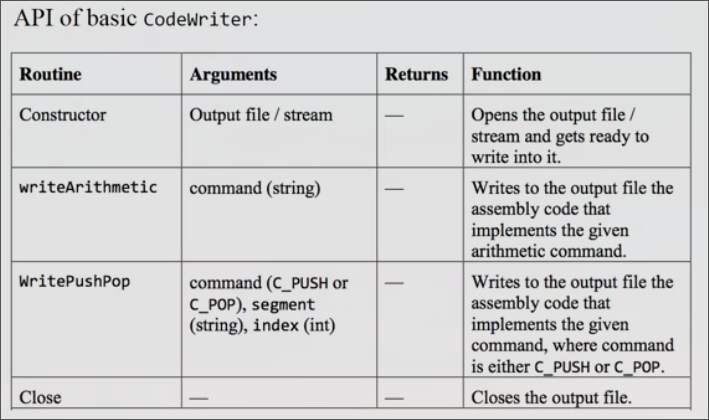 API of basic CodeWriter:
Routine Arguments Returns Function
Constructor Output file / stream — Opens the output file /
stream and gets ready to
write into it.
writeArithmetic command (string) — Writes to the output file the
assembly code that
implements the given
arithmetic command.
WritePushPop command (C_PUSH or — Writes to the output file the
C_POP), segment assembly code that
(string), index (int) implements the given
command, where command
is either C_PUSH or C_POP.
Close — — Closes the output file.